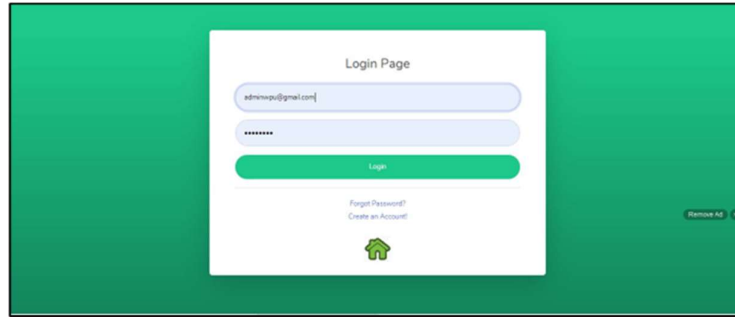 Login Page
adminwpu@gmail.com
••••••••
Login
Forgot Password?
Create an Account!
Remove Ad